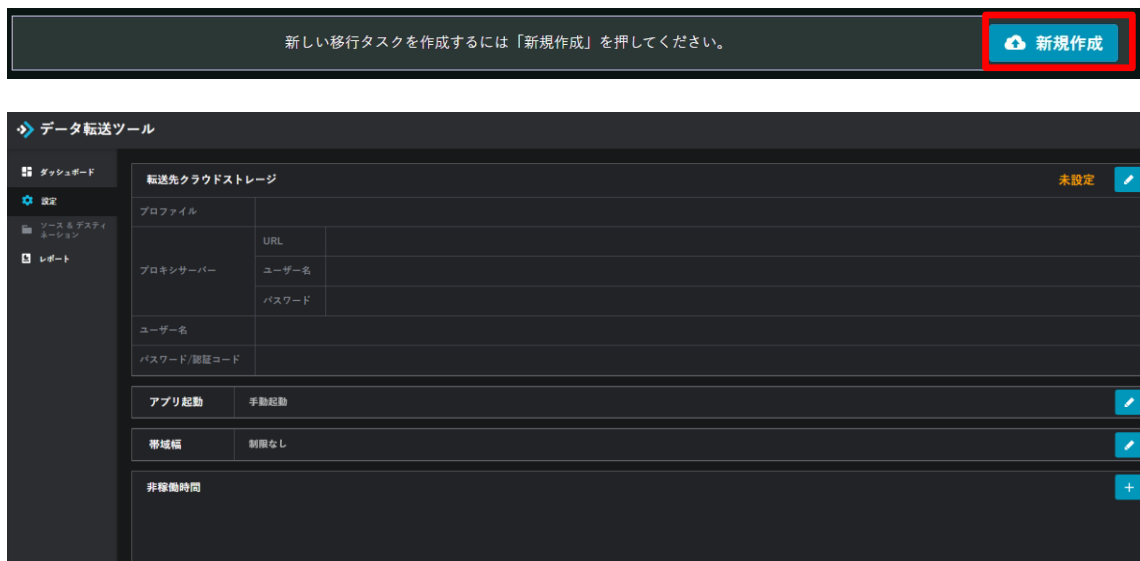 新しい移行タスクを作成するには「新規作成」を押してください。
新規作成
データ転送ツール
ダッシュボード
設定
ソース & デスティ
ネーション
レポート
転送先クラウドストレージ
未設定
プロファイル
プロキシサーバー
URL
ユーザー名
パスワード
ユーザー名
パスワード/認証コード
アプリ起動
手動起動
帯域幅
制限なし
非稼働時間